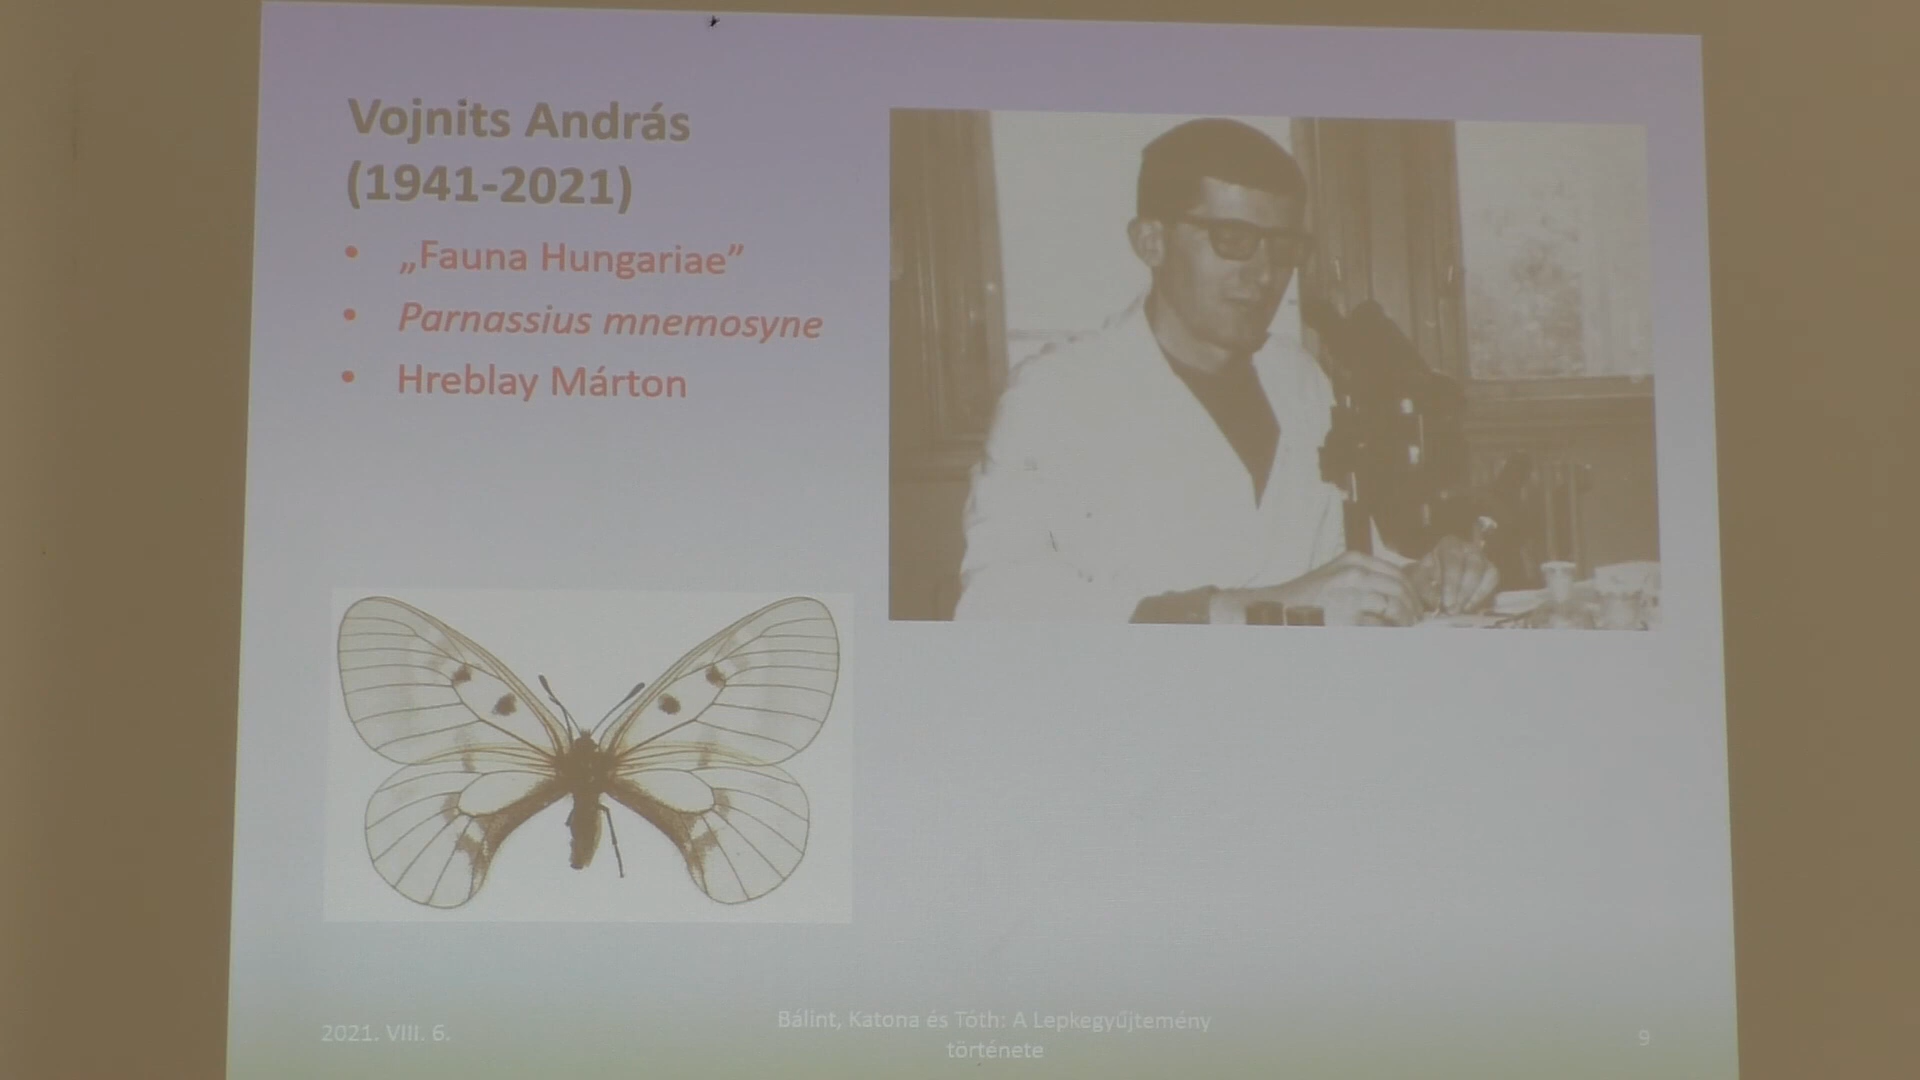 Vojnits András
(1941-2021)
• „Fauna Hungariae”
• Parnassius mnemosyne
• Hreblay Márton
2021. VIII. 6.
Bálint, Katona és Tóth: A Lepkegyűjtemény
története
9